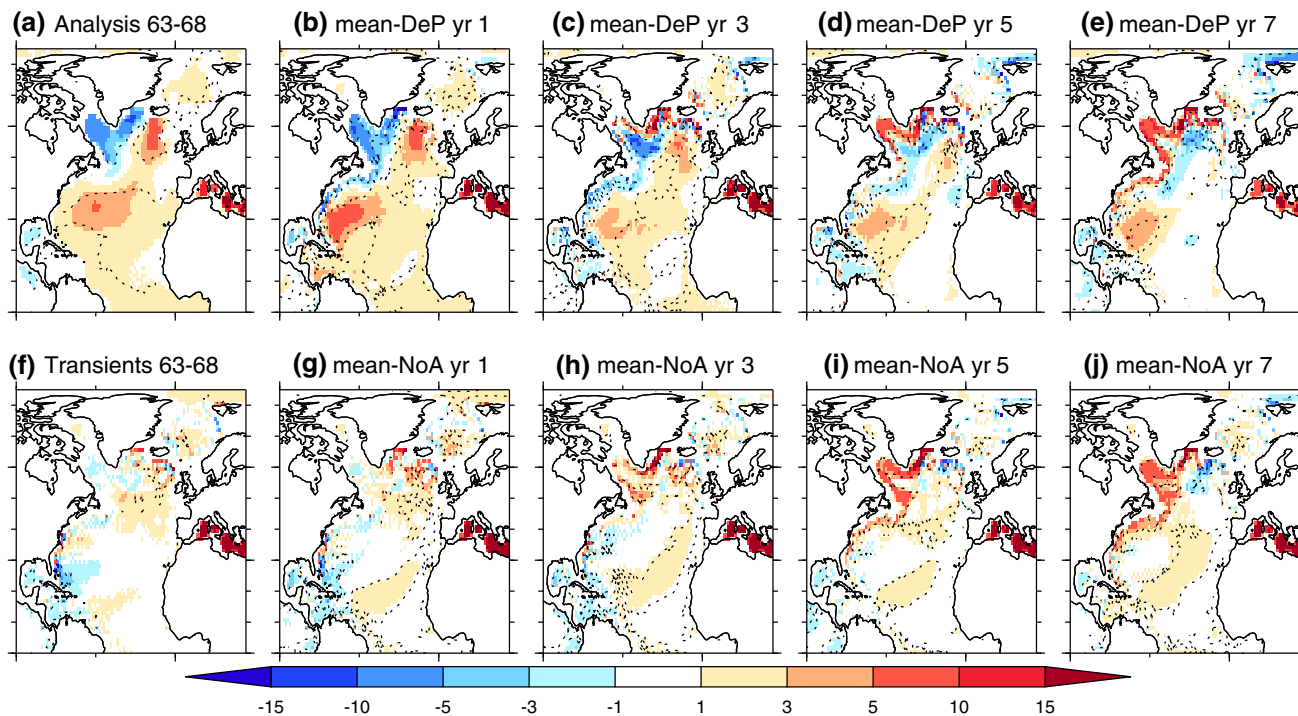 (a) Analysis 63-68
(b) mean-DeP yr 1
(c) mean-DeP yr 3
(d) mean-DeP yr 5
(e) mean-DeP yr 7
(f) Transients 63-68
(g) mean-NoA yr 1
(h) mean-NoA yr 3
(i) mean-NoA yr 5
(j) mean-NoA yr 7
-15 -10 -5 -3 -1 1 3 5 10 15